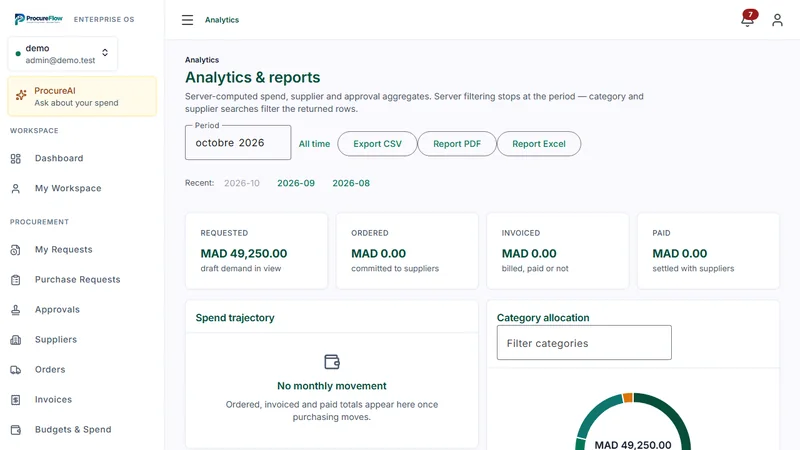 ProcureFlow
ENTERPRISE OS
demo
admin@demo.test
ProcureAI
Ask about your spend
WORKSPACE
Dashboard
My Workspace
PROCUREMENT
My Requests
Purchase Requests
Approvals
Suppliers
Orders
Invoices
Budgets & Spend
Analytics
7
Analytics
Analytics & reports
Server-computed spend, supplier and approval aggregates. Server filtering stops at the period — category and
supplier searches filter the returned rows.
Period
octobre 2026
All time
Export CSV
Report PDF
Report Excel
Recent:
2026-10
2026-09
2026-08
REQUESTED
MAD 49,250.00
draft demand in view
ORDERED
MAD 0.00
committed to suppliers
INVOICED
MAD 0.00
billed, paid or not
PAID
MAD 0.00
settled with suppliers
Spend trajectory
No monthly movement
Ordered, invoiced and paid totals appear here once
purchasing moves.
Category allocation
Filter categories
MAD 49,250.00